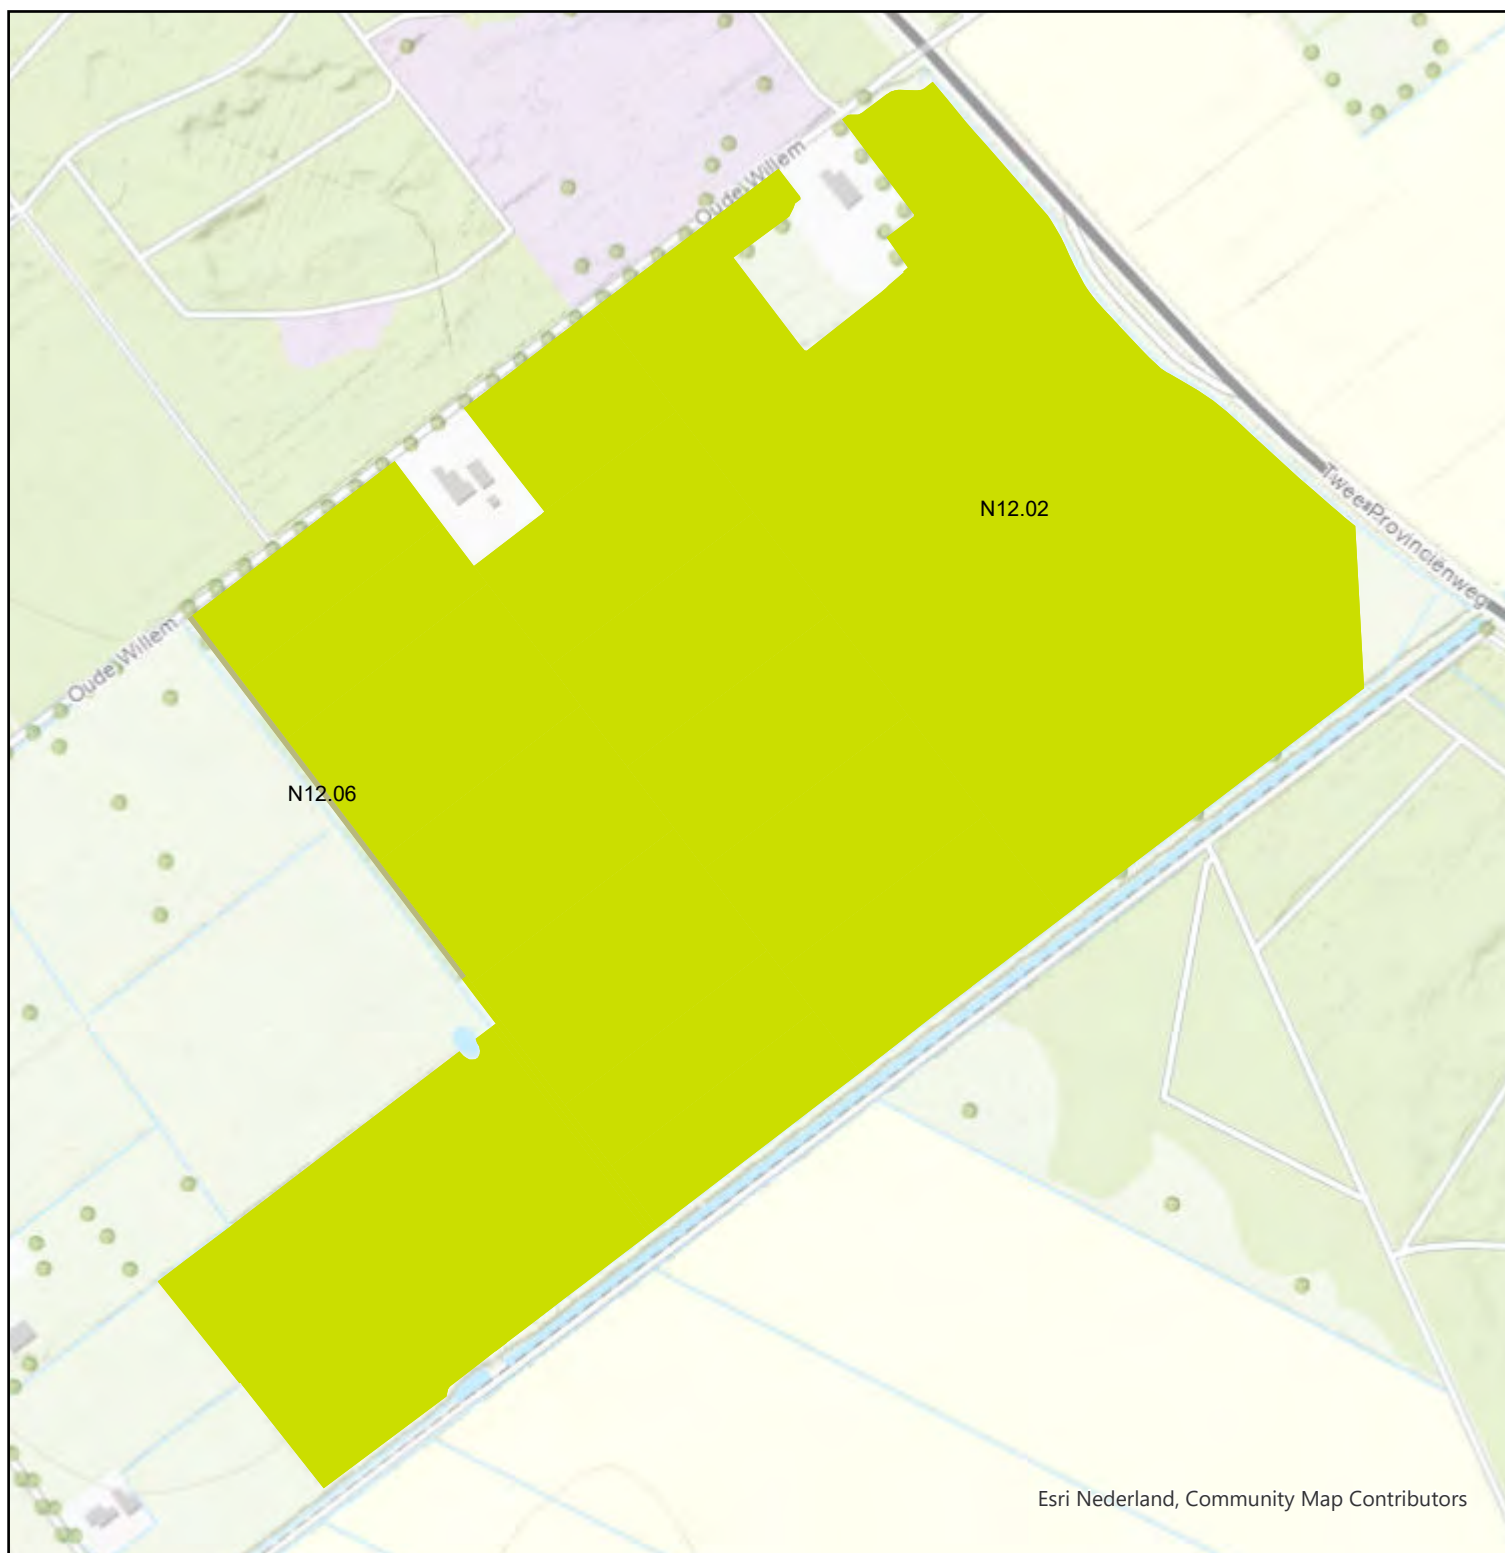 Oude Willem
Twee Provinciënweg
N12.02
Oude Willem
N12.06
Esri Nederland, Community Map Contributors